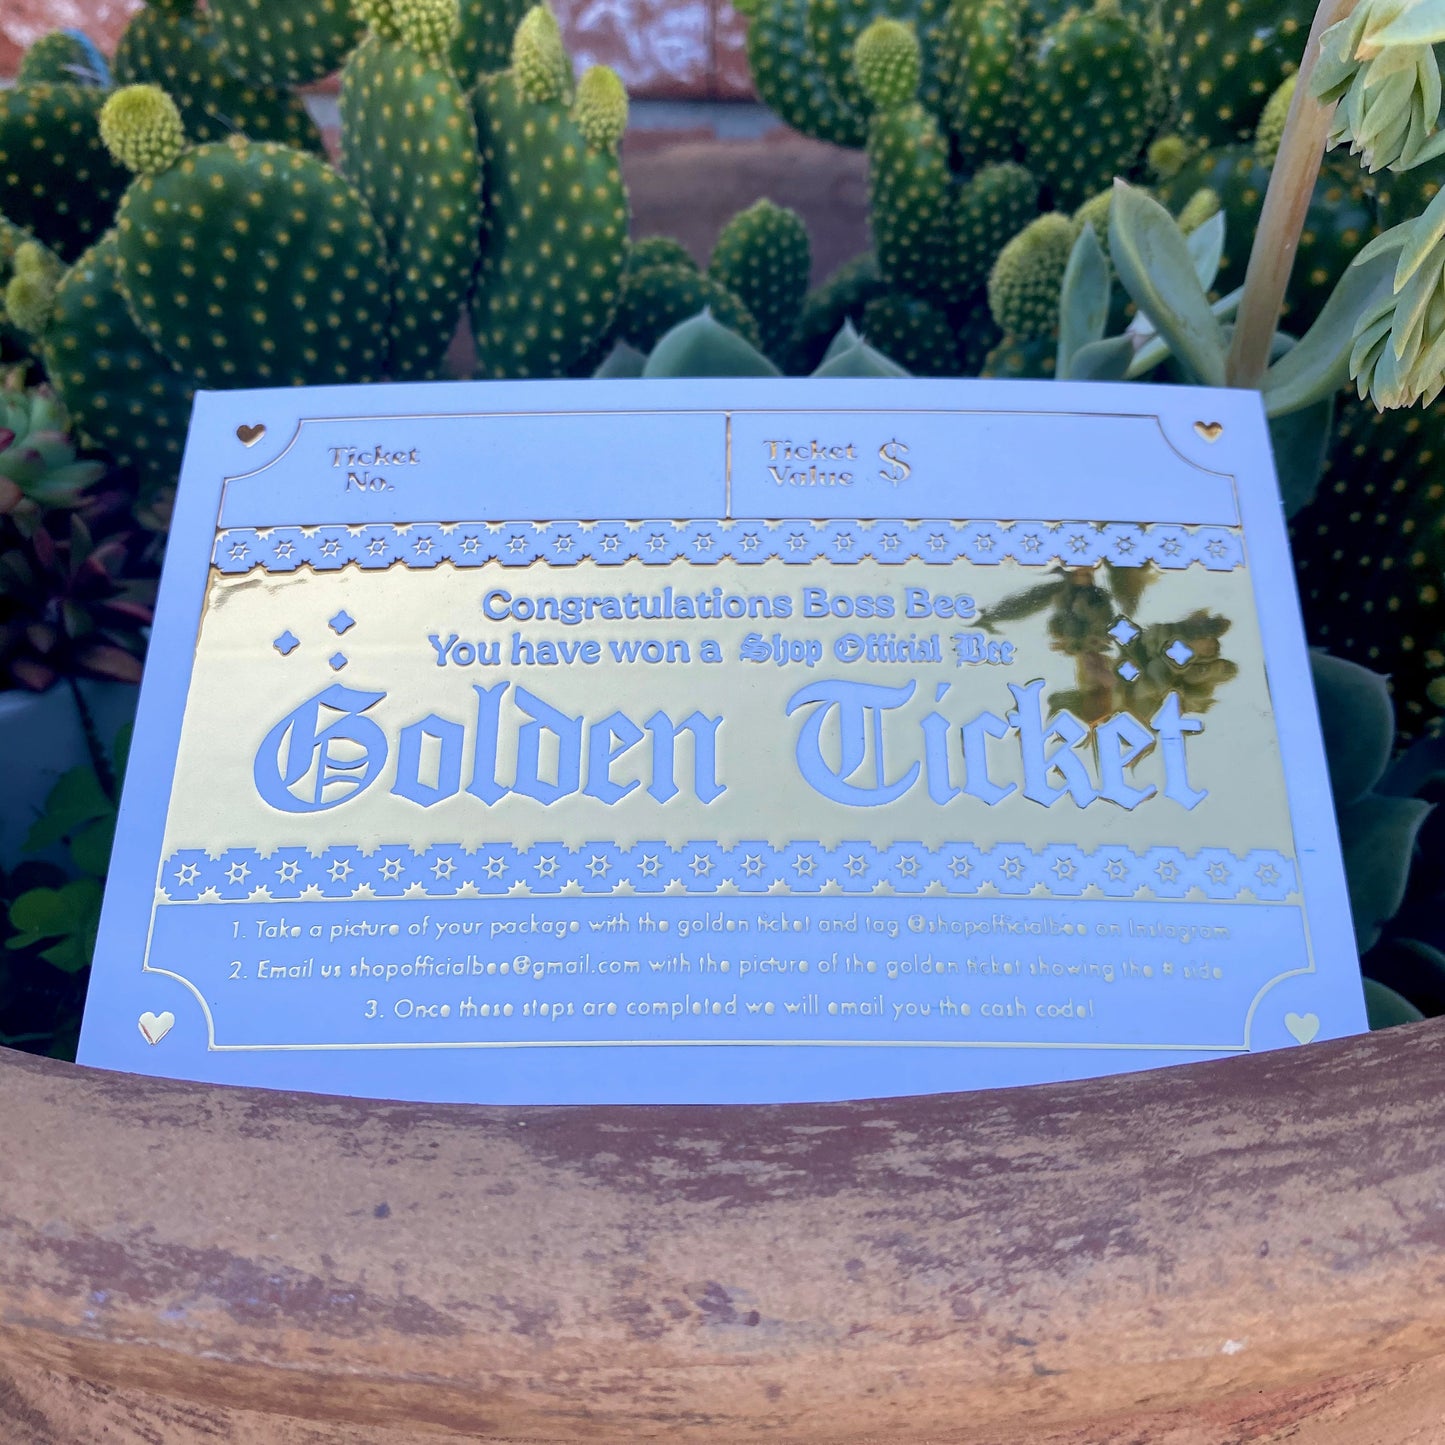 Ticket
No.
Ticket
Value $
Congratulations Boss Bee
You have won a Shop Official Bee
Golden Ticket
1. Take a picture of your package with the golden ticket and tag @shopofficialbee on Instagram
2. Email us shopofficialbee@gmail.com with the picture of the golden ticket showing the # side
3. Once these steps are completed we will email you the cash code!